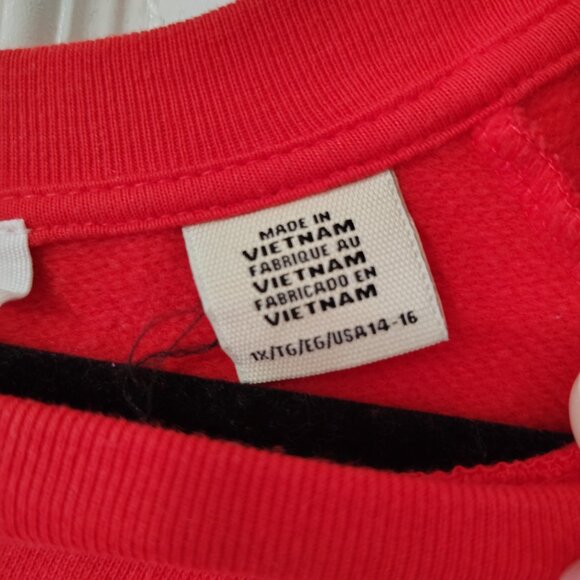 MADE IN
VIETNAM
FABRIQUE AU
VIETNAM
FABRICADO EN
VIETNAM
1X/TG/EG/USA14-16